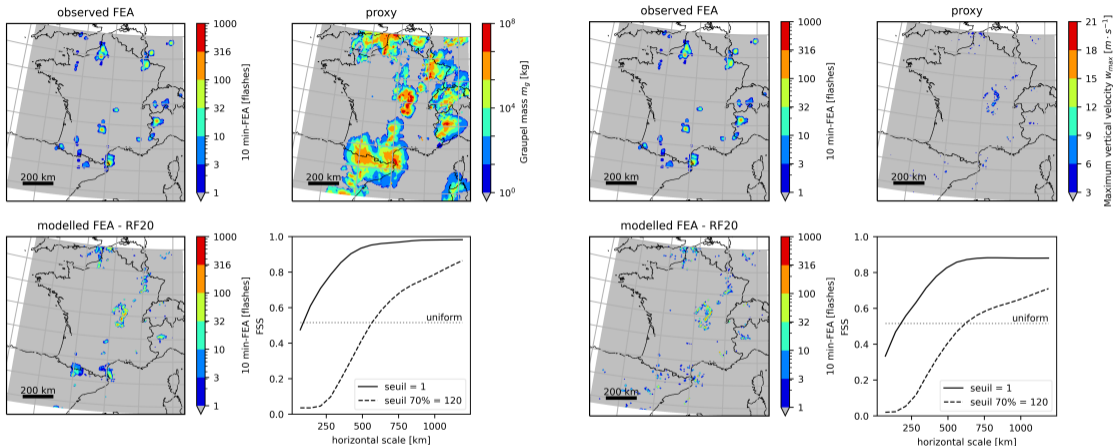 observed FEA
proxy
observed FEA
proxy
200 km
1000
316
100
32
10
3
1
10 min-FEA [flashes]
200 km
10⁸
10⁴
10⁰
Graupel mass m_g [kg]
200 km
1000
316
100
32
10
3
1
10 min-FEA [flashes]
200 km
21
18
15
12
9
6
3
Maximum vertical velocity w_max [m · s⁻¹]
modelled FEA - RF20
modelled FEA - RF20
200 km
1000
316
100
32
10
3
1
10 min-FEA [flashes]
1.0
0.8
0.6
0.4
0.2
0.0
FSS
uniform
seuil = 1
seuil 70% = 120
250
500
750
1000
horizontal scale [km]
200 km
1000
316
100
32
10
3
1
10 min-FEA [flashes]
1.0
0.8
0.6
0.4
0.2
0.0
FSS
uniform
seuil = 1
seuil 70% = 120
250
500
750
1000
horizontal scale [km]